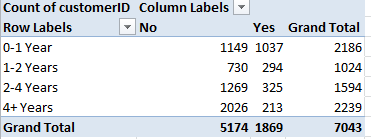 Count of customerID Column Labels
Row Labels No Yes Grand Total
0-1 Year 1149 1037 2186
1-2 Years 730 294 1024
2-4 Years 1269 325 1594
4+ Years 2026 213 2239
Grand Total 5174 1869 7043